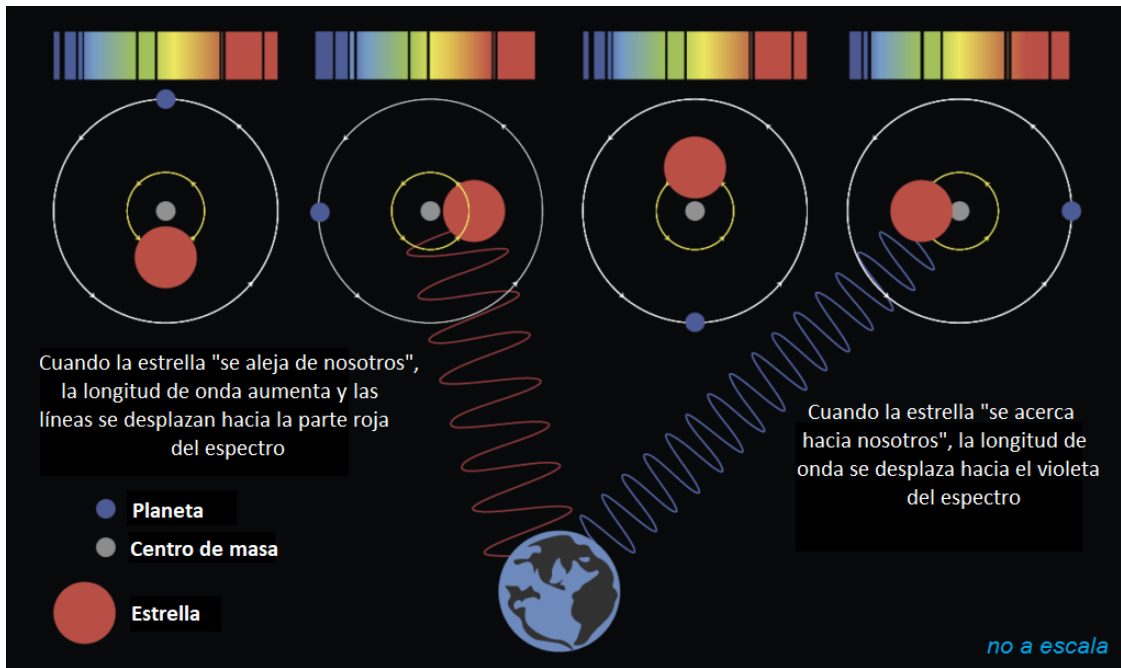 Cuando la estrella "se aleja de nosotros",
la longitud de onda aumenta y las
líneas se desplazan hacia la parte roja
del espectro
Cuando la estrella "se acerca
hacia nosotros", la longitud de
onda se desplaza hacia el violeta
del espectro
Planeta
Centro de masa
Estrella
no a escala